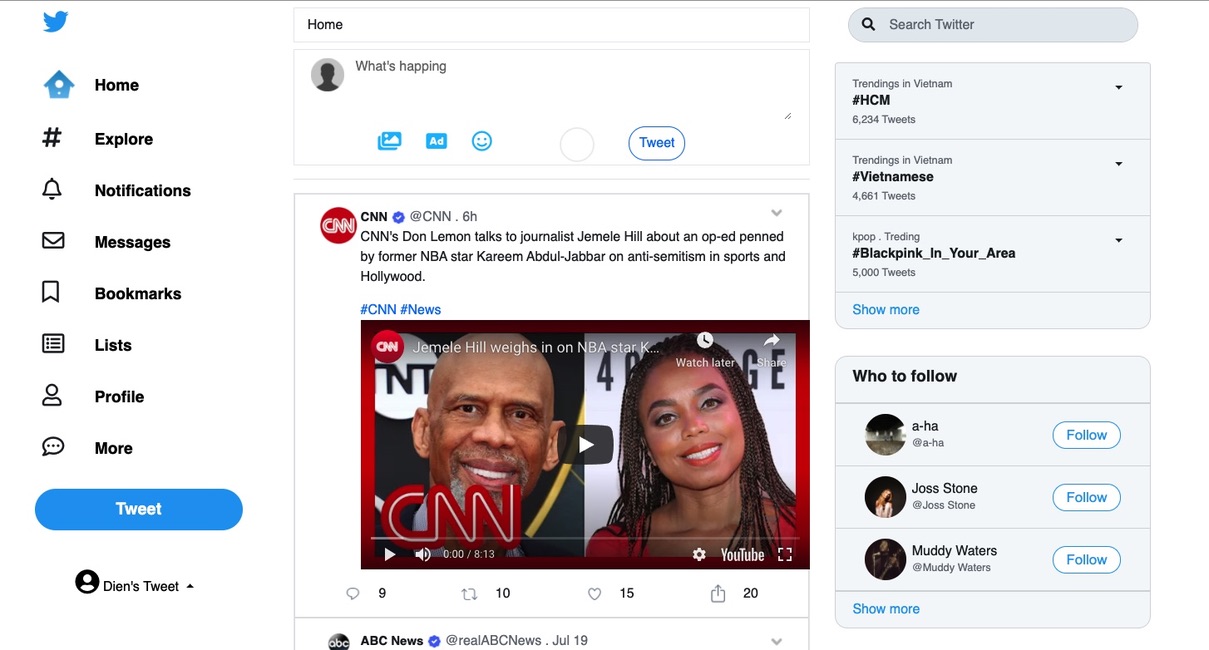 Home
Explore
Notifications
Messages
Bookmarks
Lists
Profile
More
Tweet
Dien's Tweet
Home
What's happing
Ad
Tweet
CNN
CNN @CNN . 6h
CNN's Don Lemon talks to journalist Jemele Hill about an op-ed penned
by former NBA star Kareem Abdul-Jabbar on anti-semitism in sports and
Hollywood.
#CNN #News
CNN
Jemele Hill weighs in on NBA star K...
Watch later
Share
CNN
0:00 / 8:13
YouTube
9
10
15
20
abc
ABC News @realABCNews . Jul 19
Search Twitter
Trendings in Vietnam
#HCM
6,234 Tweets
Trendings in Vietnam
#Vietnamese
4,661 Tweets
kpop . Treding
#Blackpink_In_Your_Area
5,000 Tweets
Show more
Who to follow
a-ha
@a-ha
Follow
Joss Stone
@Joss Stone
Follow
Muddy Waters
@Muddy Waters
Follow
Show more